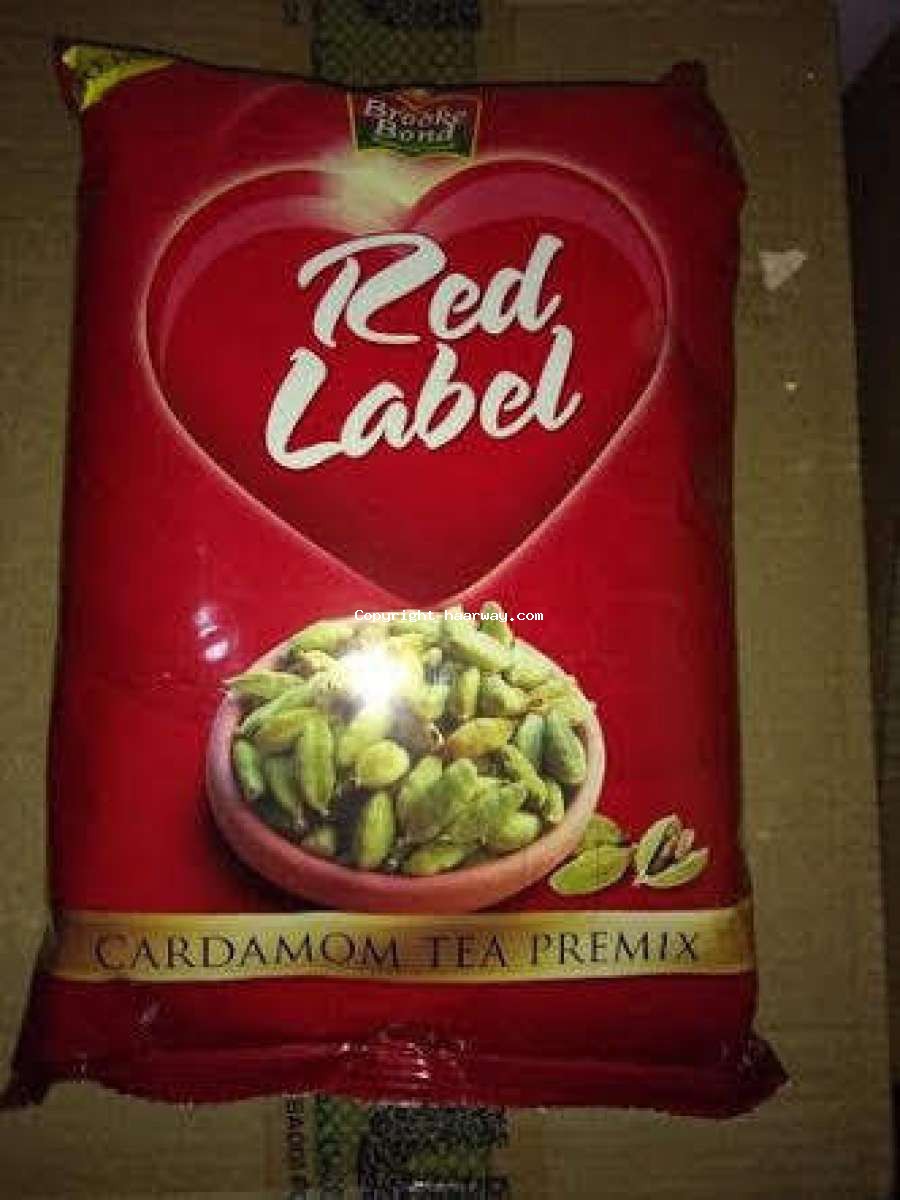 Brooke
Bond
Red
Label
Copyright-haarway.com
CARDAMOM TEA PREMIX